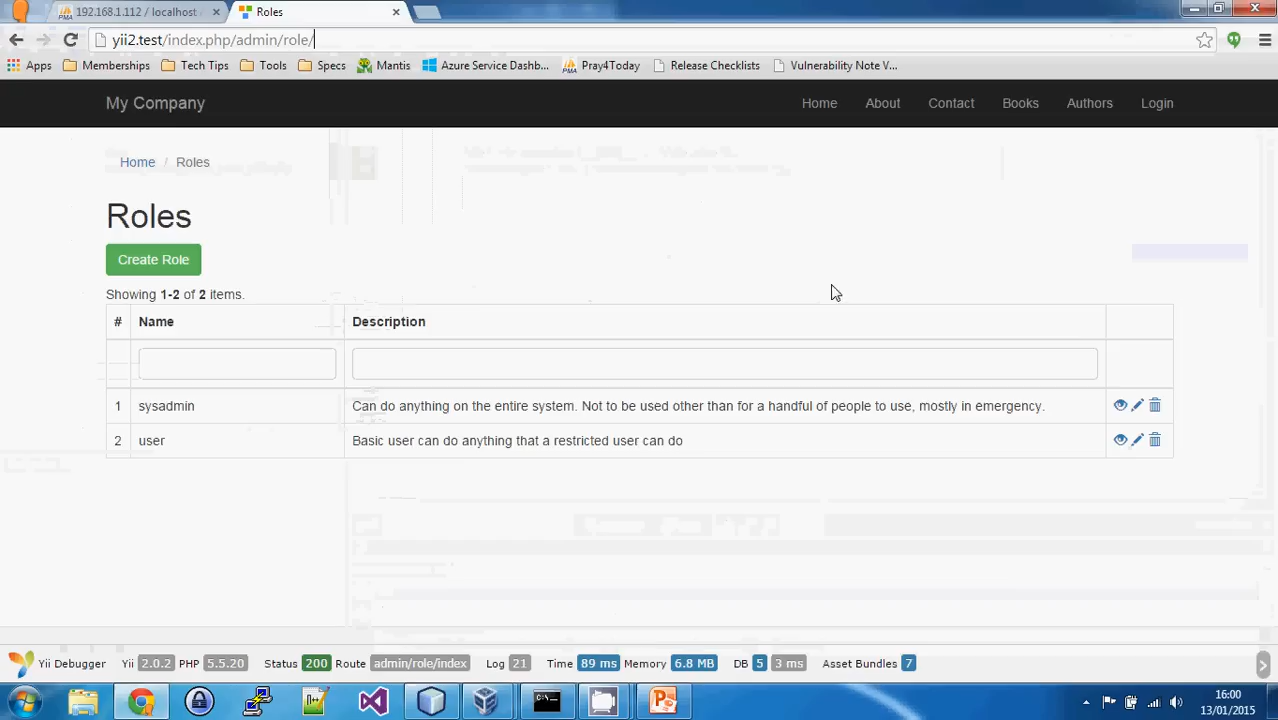 192.168.1.112 / localhost
Roles
yii2.test/index.php/admin/role/
Apps Memberships Tech Tips Tools Specs Mantis Azure Service Dashb... Pray4Today Release Checklists Vulnerability Note V...
My Company Home About Contact Books Authors Login
Home / Roles
Roles
Create Role
Showing 1-2 of 2 items.
# Name Description
1 sysadmin Can do anything on the entire system. Not to be used other than for a handful of people to use, mostly in emergency.
2 user Basic user can do anything that a restricted user can do
Yii Debugger Yii 2.0.2 PHP 5.5.20 Status 200 Route admin/role/index Log 21 Time 89 ms Memory 6.8 MB DB 5 3 ms Asset Bundles 7
16:00
13/01/2015